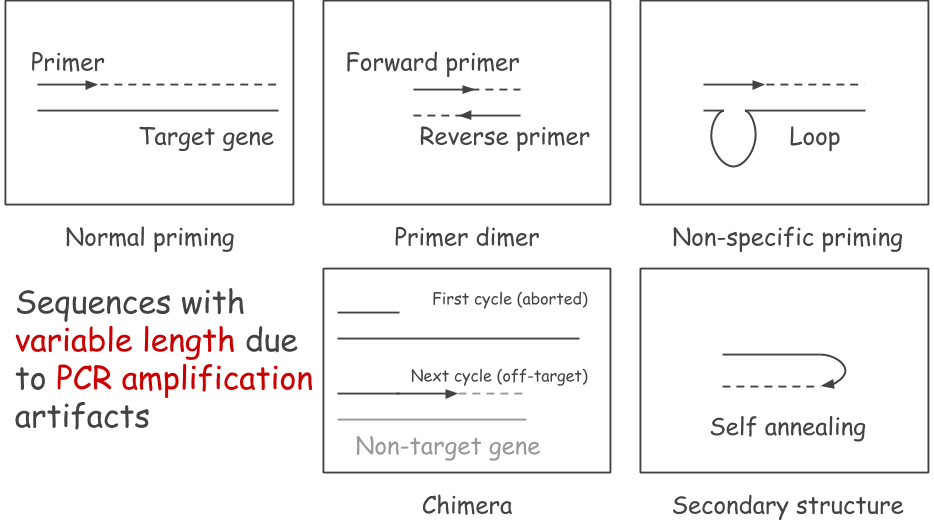 Primer
Target gene
Normal priming
Forward primer
Reverse primer
Primer dimer
Loop
Non-specific priming
Sequences with
variable length due
to PCR amplification
artifacts
First cycle (aborted)
Next cycle (off-target)
Non-target gene
Chimera
Self annealing
Secondary structure